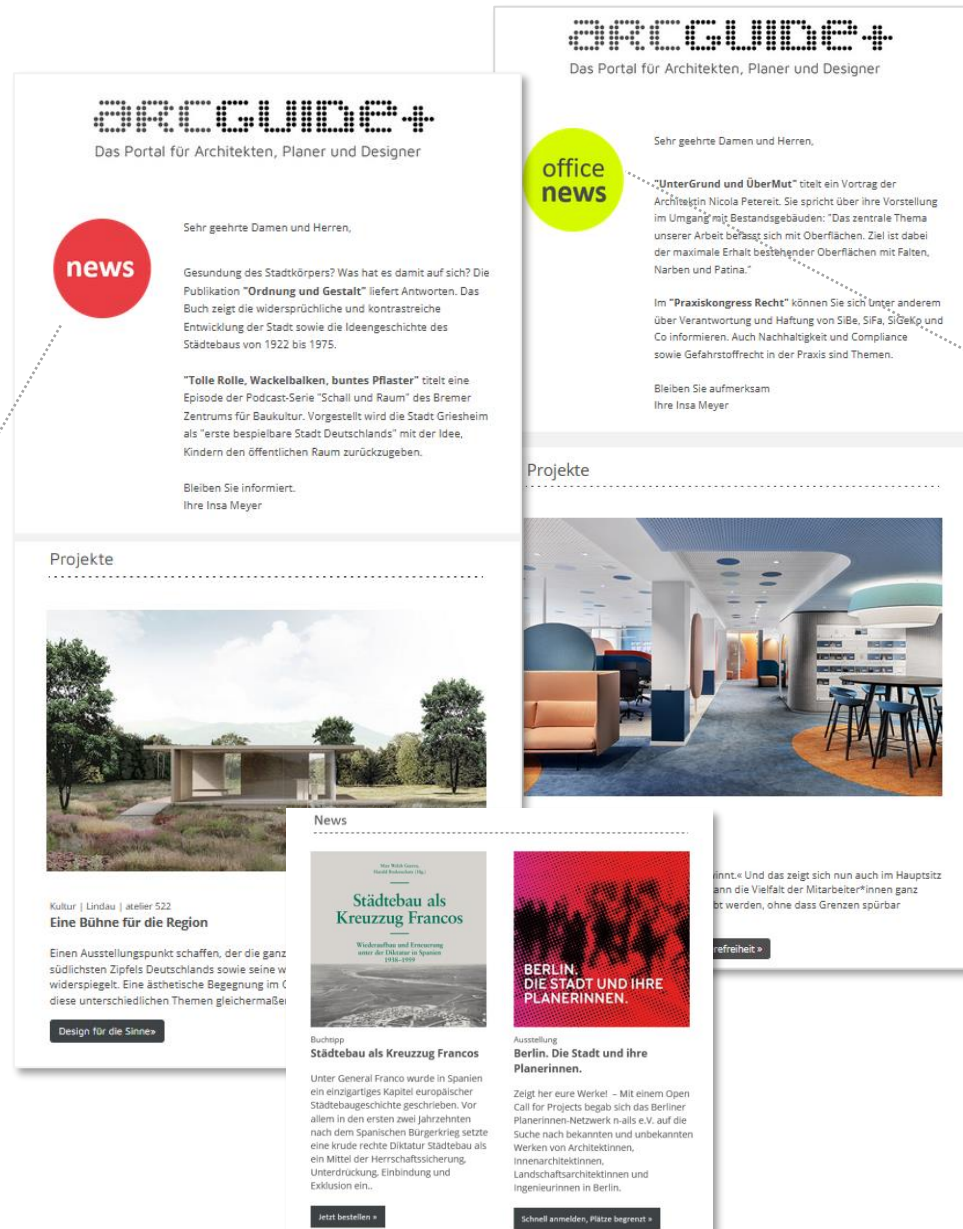 arcguide+
Das Portal für Architekten, Planer und Designer
news
Sehr geehrte Damen und Herren,
Gesundung des Stadtkörpers? Was hat es damit auf sich? Die
Publikation "Ordnung und Gestalt" liefert Antworten. Das
Buch zeigt die widersprüchliche und kontrastreiche
Entwicklung der Stadt sowie die Ideengeschichte des
Städtebaus von 1922 bis 1975.
"Tolle Rolle, Wackelbalken, buntes Pflaster" titelt eine
Episode der Podcast-Serie "Schall und Raum" des Bremer
Zentrums für Baukultur. Vorgestellt wird die Stadt Griesheim
als "erste bespielbare Stadt Deutschlands" mit der Idee,
Kindern den öffentlichen Raum zurückzugeben.
Bleiben Sie informiert.
Ihre Insa Meyer
Projekte
Kultur | Lindau | atelier 522
Eine Bühne für die Region
Einen Ausstellungspunkt schaffen, der die ganz
südlichsten Zipfels Deutschlands sowie seine w
widerspiegelt. Eine ästhetische Begegnung im
diese unterschiedlichen Themen gleichermaße
Design für die Sinne»
arcguide+
Das Portal für Architekten, Planer und Designer
office
news
Sehr geehrte Damen und Herren,
"UnterGrund und ÜberMut" titelt ein Vortrag der
Architektin Nicola Petereit. Sie spricht über ihre Vorstellung
im Umgang mit Bestandsgebäuden: "Das zentrale Thema
unserer Arbeit befasst sich mit Oberflächen. Ziel ist dabei
der maximale Erhalt bestehender Oberflächen mit Falten,
Narben und Patina."
Im "Praxiskongress Recht" können Sie sich unter anderem
über Verantwortung und Haftung von SiBe, SiFa, SiGeKo und
Co informieren. Auch Nachhaltigkeit und Compliance
sowie Gefahrstoffrecht in der Praxis sind Themen.
Bleiben Sie aufmerksam
Ihre Insa Meyer
Projekte
innt.« Und das zeigt sich nun auch im Hauptsitz
ann die Vielfalt der Mitarbeiter*innen ganz
bt werden, ohne dass Grenzen spürbar
refreiheit »
News
Städtebau als
Kreuzzug Francos
Wiederaufbau und Erneuerung
unter der Diktatur in Spanien
1938–1959
Buchtipp
Städtebau als Kreuzzug Francos
Unter General Franco wurde in Spanien
ein einzigartiges Kapitel europäischer
Städtebaugeschichte geschrieben. Vor
allem in den ersten zwei Jahrzehnten
nach dem Spanischen Bürgerkrieg setzte
eine krude rechte Diktatur Städtebau als
ein Mittel der Herrschaftssicherung,
Unterdrückung, Einbindung und
Exklusion ein..
Jetzt bestellen »
BERLIN.
DIE STADT UND IHRE
PLANERINNEN.
Ausstellung
Berlin. Die Stadt und ihre
Planerinnen.
Zeigt her eure Werke! – Mit einem Open
Call for Projects begab sich das Berliner
Planerinnen-Netzwerk n-ails e.V. auf die
Suche nach bekannten und unbekannten
Werken von Architektinnen,
Innenarchitektinnen,
Landschaftsarchitektinnen und
Ingenieurinnen in Berlin.
Schnell anmelden, Plätze begrenzt »